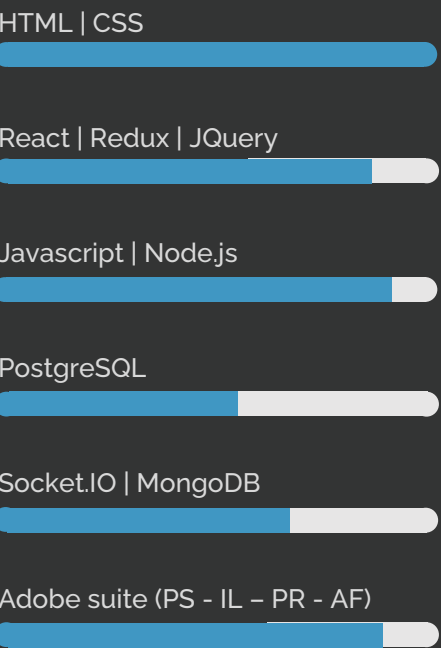 HTML | CSS
React | Redux | JQuery
Javascript | Node.js
PostgreSQL
Socket.IO | MongoDB
Adobe suite (PS - IL – PR - AF)